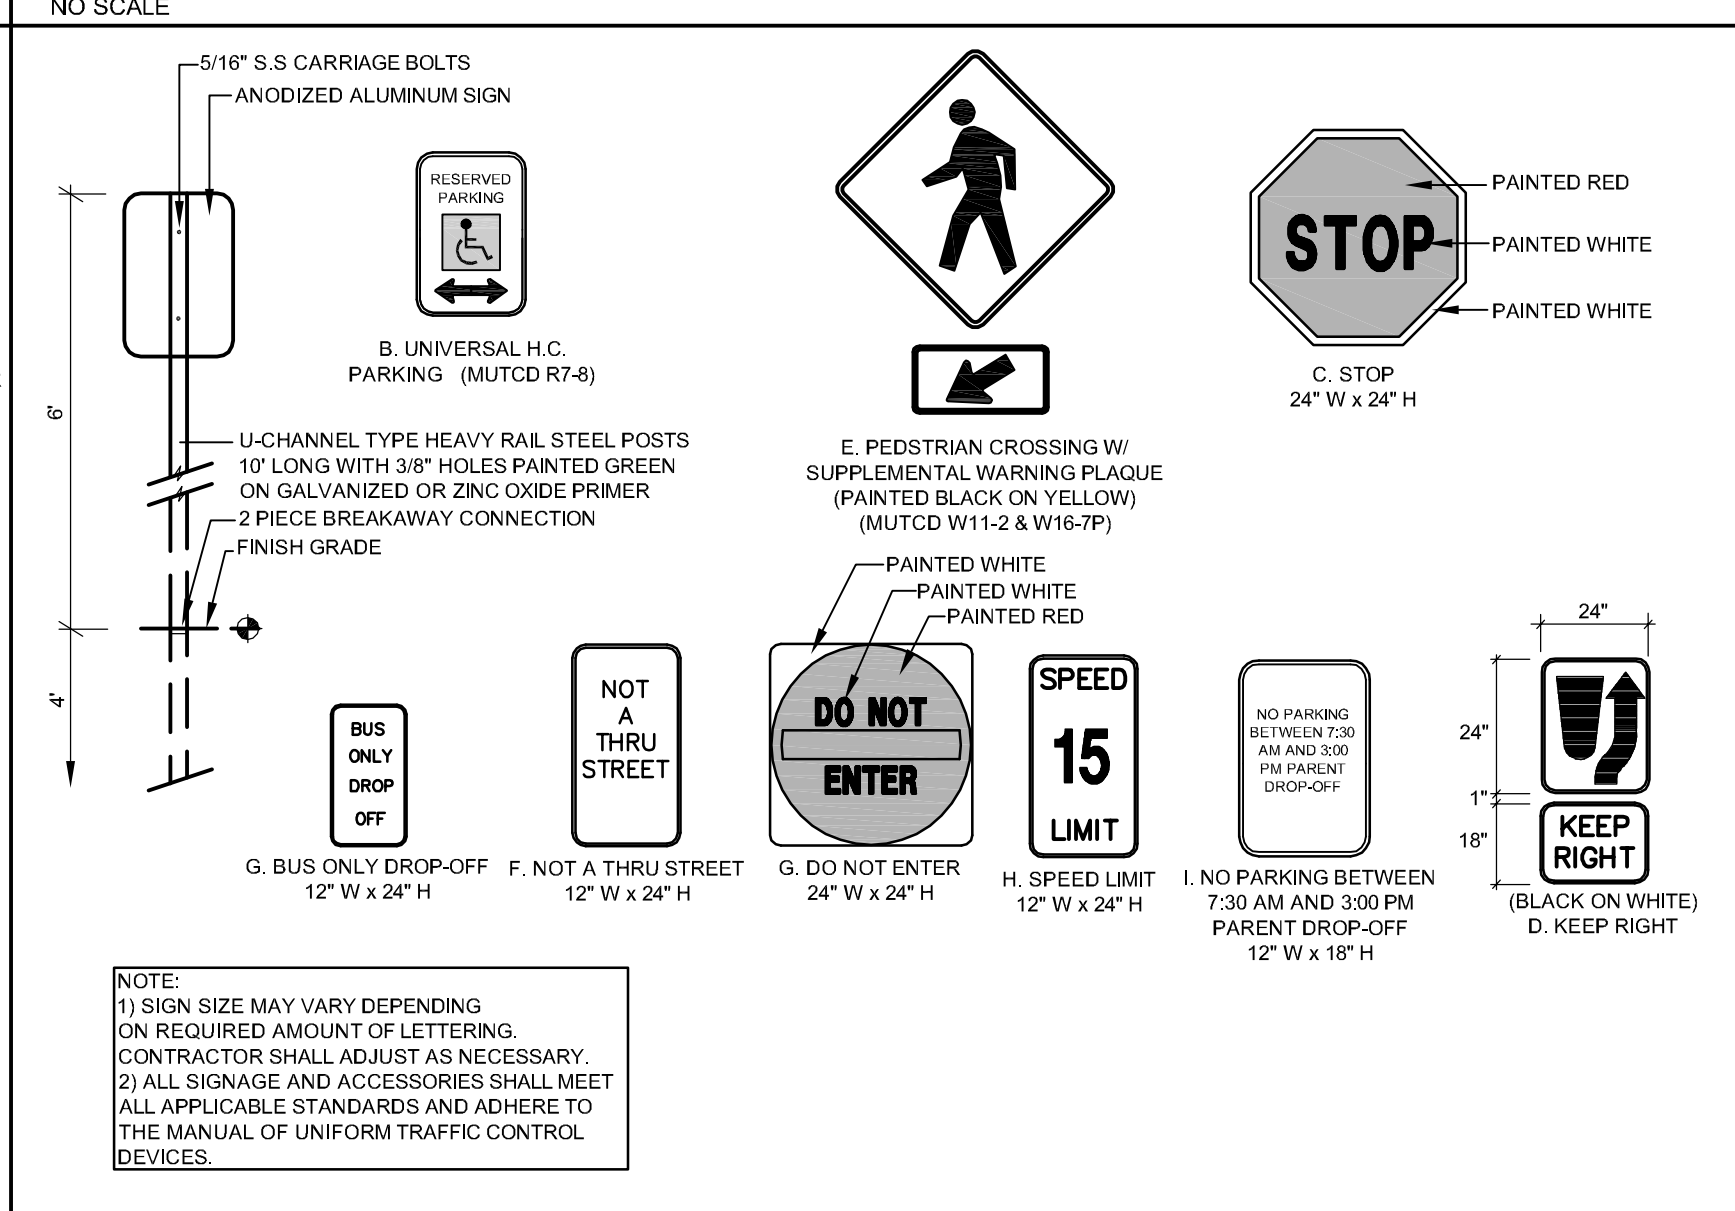 NO SCALE
5/16" S.S CARRIAGE BOLTS
ANODIZED ALUMINUM SIGN
6'
4'
U-CHANNEL TYPE HEAVY RAIL STEEL POSTS
10' LONG WITH 3/8" HOLES PAINTED GREEN
ON GALVANIZED OR ZINC OXIDE PRIMER
2 PIECE BREAKAWAY CONNECTION
FINISH GRADE
RESERVED
PARKING
B. UNIVERSAL H.C.
PARKING (MUTCD R7-8)
E. PEDSTRIAN CROSSING W/
SUPPLEMENTAL WARNING PLAQUE
(PAINTED BLACK ON YELLOW)
(MUTCD W11-2 & W16-7P)
STOP
PAINTED RED
PAINTED WHITE
PAINTED WHITE
C. STOP
24" W x 24" H
BUS
ONLY
DROP
OFF
G. BUS ONLY DROP-OFF
12" W x 24" H
NOT
A
THRU
STREET
F. NOT A THRU STREET
12" W x 24" H
PAINTED WHITE
PAINTED WHITE
PAINTED RED
DO NOT
ENTER
G. DO NOT ENTER
24" W x 24" H
SPEED
15
LIMIT
H. SPEED LIMIT
12" W x 24" H
NO PARKING
BETWEEN 7:30
AM AND 3:00
PM PARENT
DROP-OFF
I. NO PARKING BETWEEN
7:30 AM AND 3:00 PM
PARENT DROP-OFF
12" W x 18" H
24"
24"
1"
18"
KEEP
RIGHT
(BLACK ON WHITE)
D. KEEP RIGHT
NOTE:
1) SIGN SIZE MAY VARY DEPENDING
ON REQUIRED AMOUNT OF LETTERING.
CONTRACTOR SHALL ADJUST AS NECESSARY.
2) ALL SIGNAGE AND ACCESSORIES SHALL MEET
ALL APPLICABLE STANDARDS AND ADHERE TO
THE MANUAL OF UNIFORM TRAFFIC CONTROL
DEVICES.